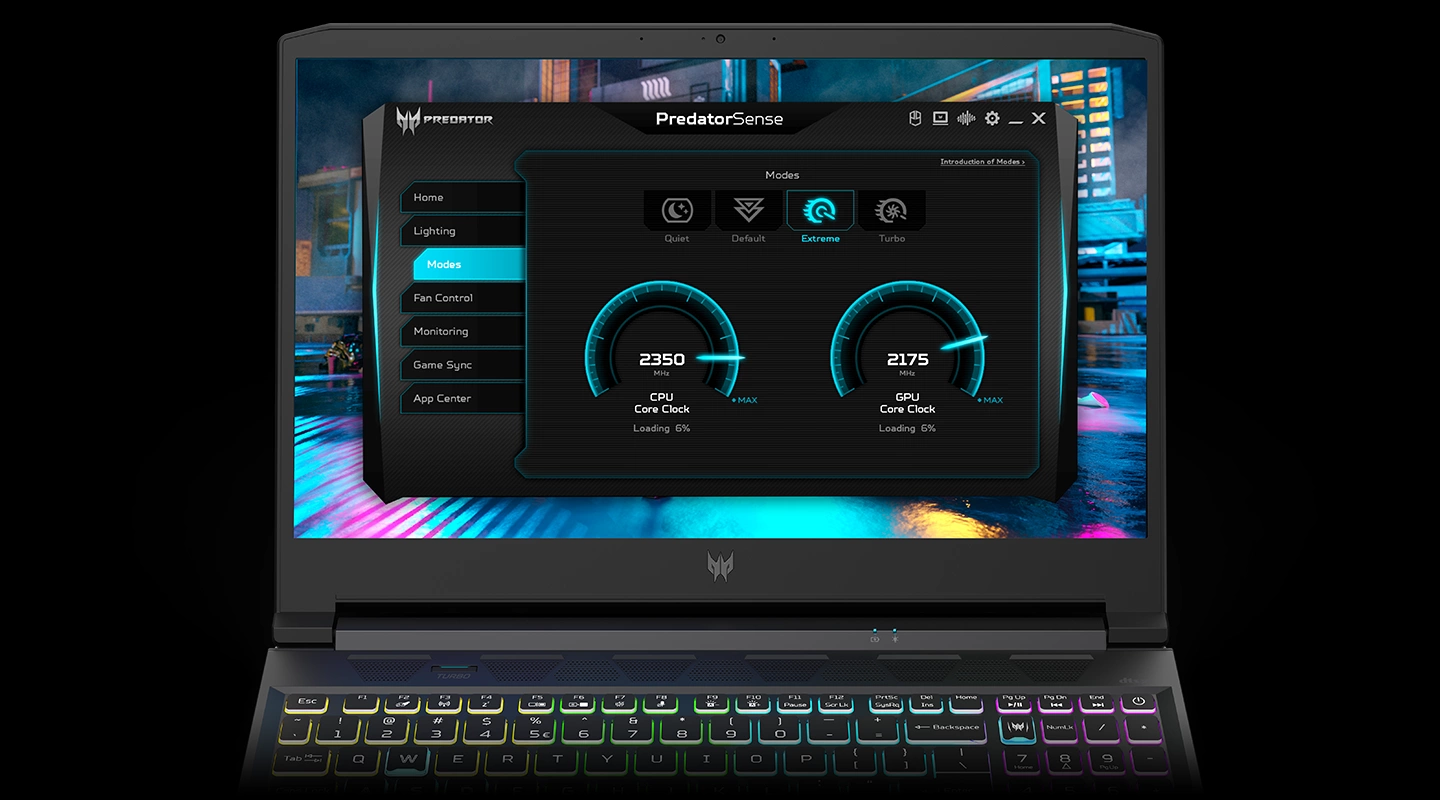 PREDATOR
PredatorSense
Introduction of Modes >
Modes
Home
Lighting
Modes
Fan Control
Monitoring
Game Sync
App Center
Quiet
Default
Extreme
Turbo
2350
MHz
CPU
Core Clock
Loading 6%
MAX
2175
MHz
GPU
Core Clock
Loading 6%
MAX
TURBO
dts
Esc F1 F2 F3 F4 F5 F6 F7 F8 F9 F10 F11 F12 PrtSc Del Home Pg Up Pg Dn End
z
Pause Scr Lk SysRq Ins
~ ! @ # $ % ^ & * ( ) _ + Backspace NumLk / *
` 1 2 3 4 5 € 6 7 8 9 0 - =
Tab Q W E R T Y U I O P { } | 7 8 9 -
[ ] \ Home PgUp